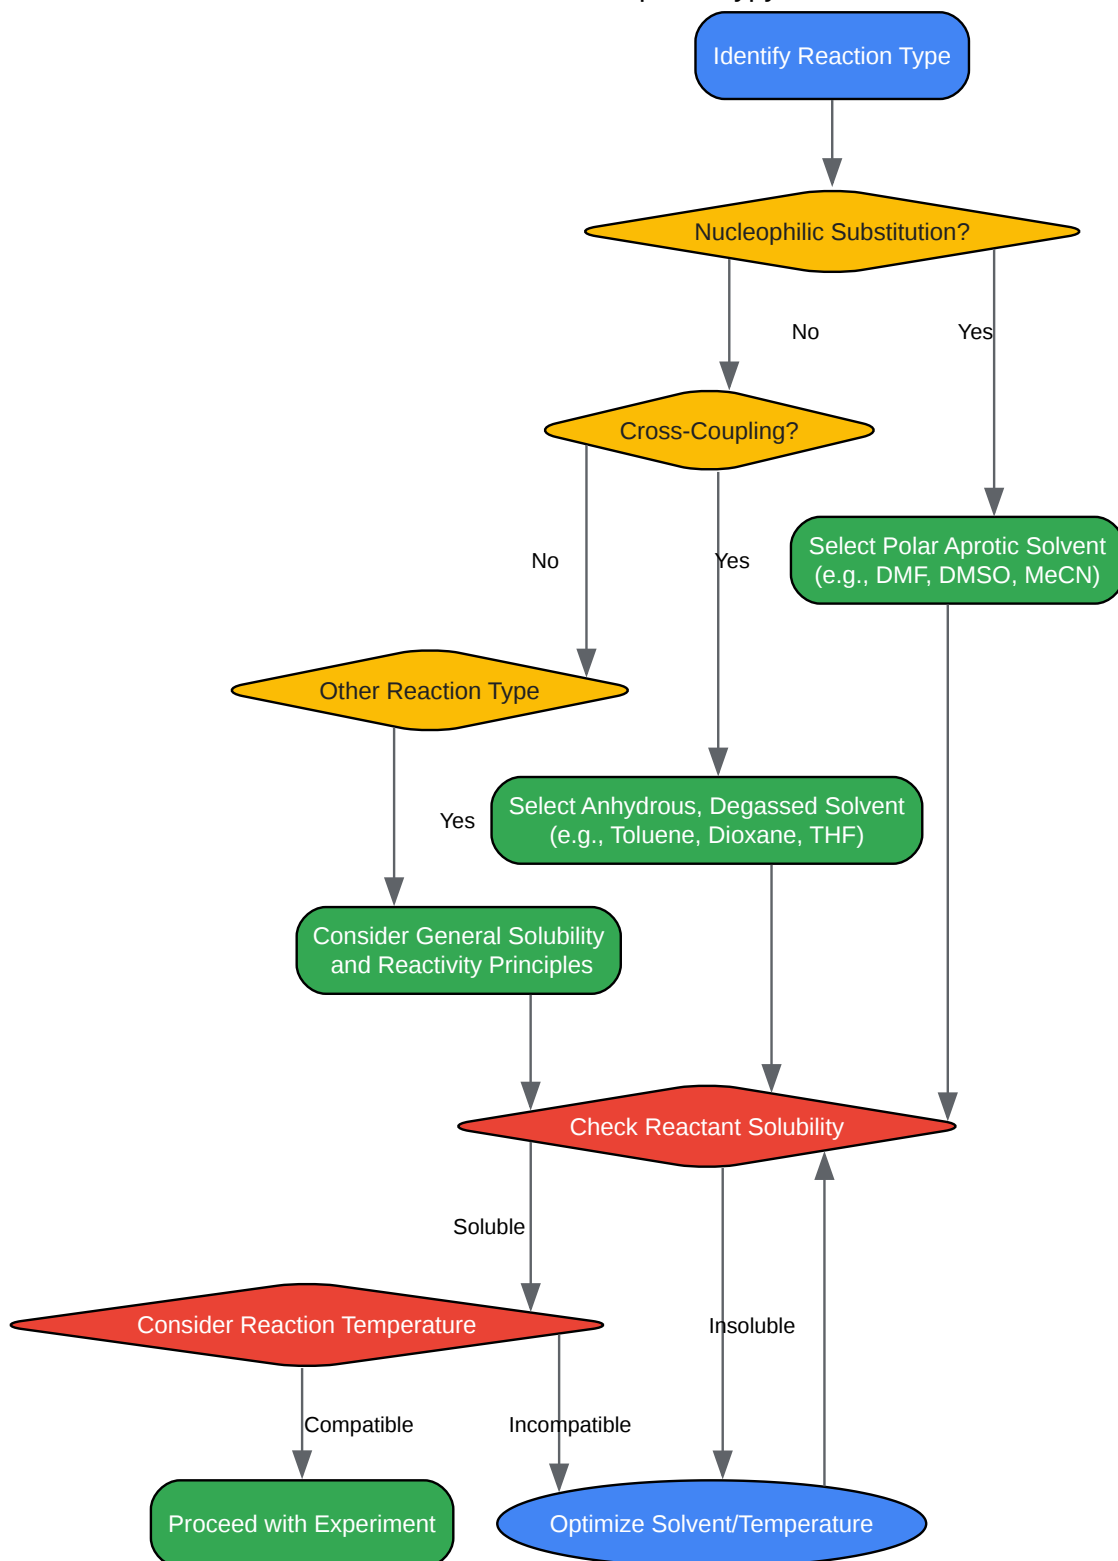 Identify Reaction Type
Nucleophilic Substitution?
No
Yes
Cross-Coupling?
No
Yes
Select Polar Aprotic Solvent
(e.g., DMF, DMSO, MeCN)
Other Reaction Type
Yes
Select Anhydrous, Degassed Solvent
(e.g., Toluene, Dioxane, THF)
Consider General Solubility
and Reactivity Principles
Check Reactant Solubility
Soluble
Insoluble
Consider Reaction Temperature
Compatible
Incompatible
Proceed with Experiment
Optimize Solvent/Temperature